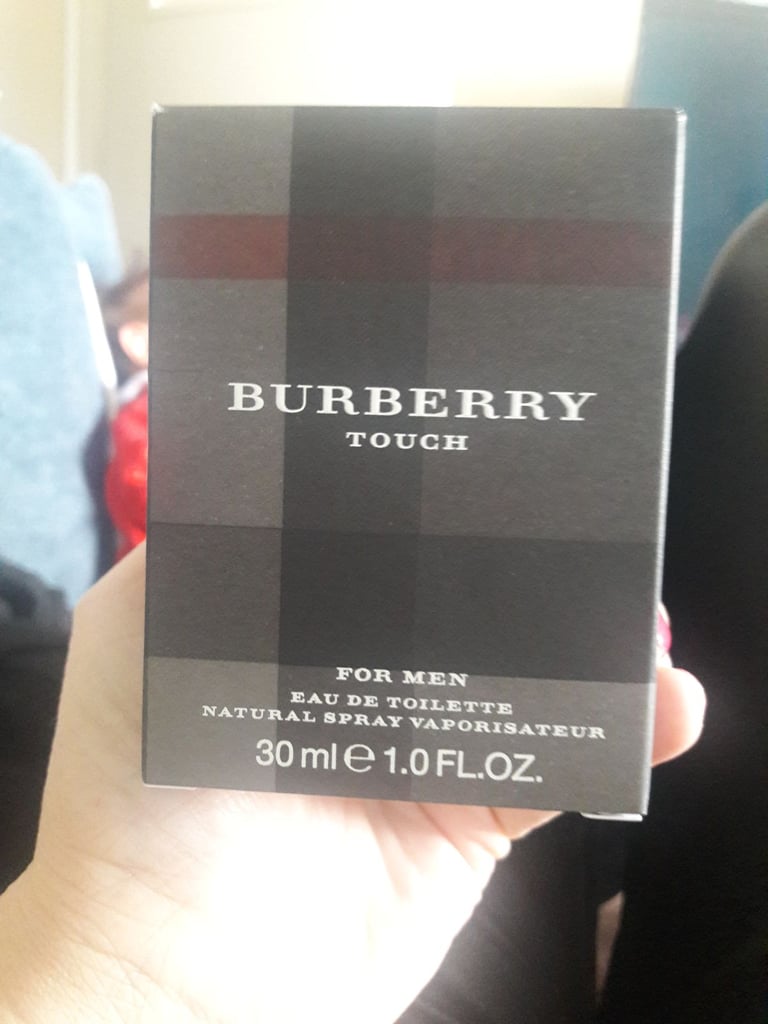 BURBERRY
TOUCH
FOR MEN
EAU DE TOILETTE
NATURAL SPRAY VAPORISATEUR
30 ml ℮ 1.0 FL.OZ.